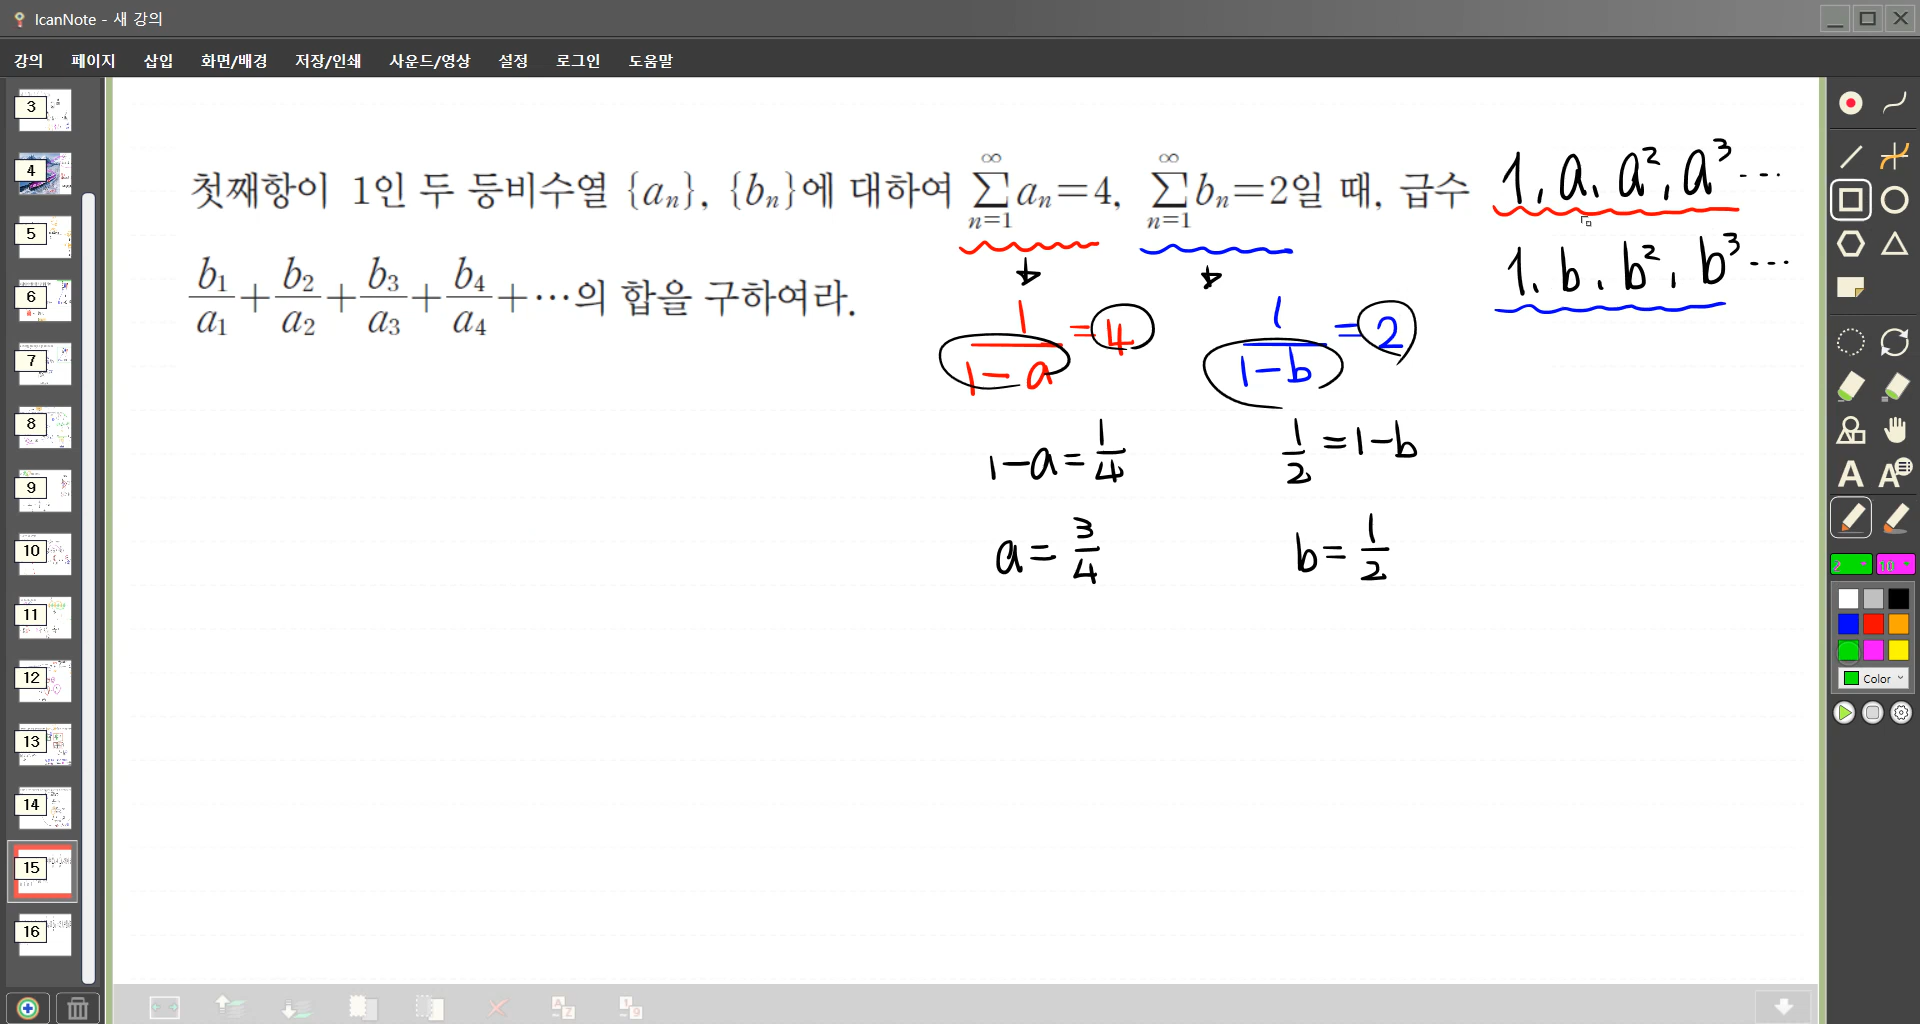 IcanNote - 새 강의
강의 페이지 삽입 화면/배경 저장/인쇄 사운드/영상 설정 로그인 도움말
3
4
5
6
7
8
9
10
11
12
13
14
15
16
첫째항이 1인 두 등비수열 {aₙ}, {bₙ}에 대하여 ∑_{n=1}^{∞} aₙ=4, ∑_{n=1}^{∞} bₙ=2일 때, 급수
b₁/a₁ + b₂/a₂ + b₃/a₃ + b₄/a₄ + ⋯의 합을 구하여라.
1, a, a², a³ ⋯
1, b, b², b³ ⋯
1/(1-a) = 4
1-a = 1/4
a = 3/4
1/(1-b) = 2
1/2 = 1-b
b = 1/2
A A
2 10
Color